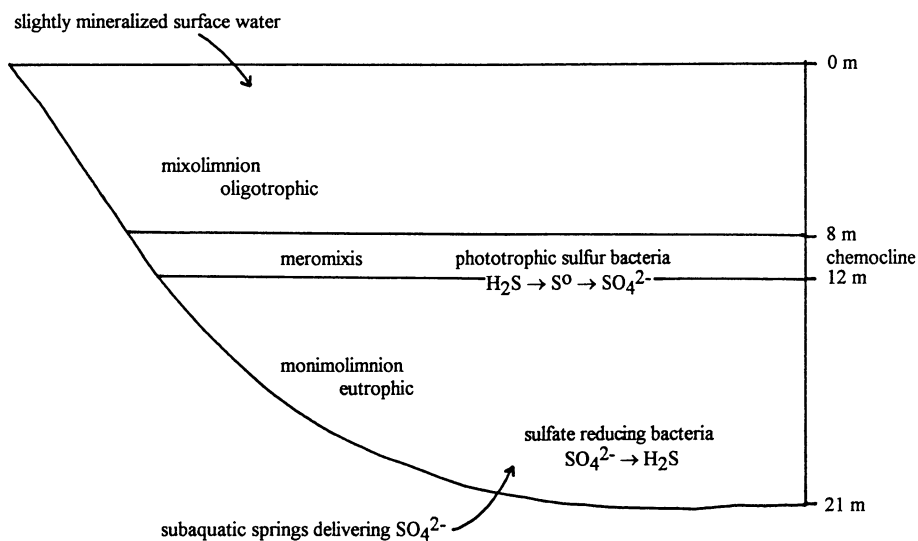 slightly mineralized surface water
0 m
mixolimnion
oligotrophic
8 m
meromixis phototrophic sulfur bacteria chemocline
H₂S → S⁰ → SO₄²⁻ 12 m
monimolimnion
eutrophic
sulfate reducing bacteria
SO₄²⁻ → H₂S
21 m
subaquatic springs delivering SO₄²⁻